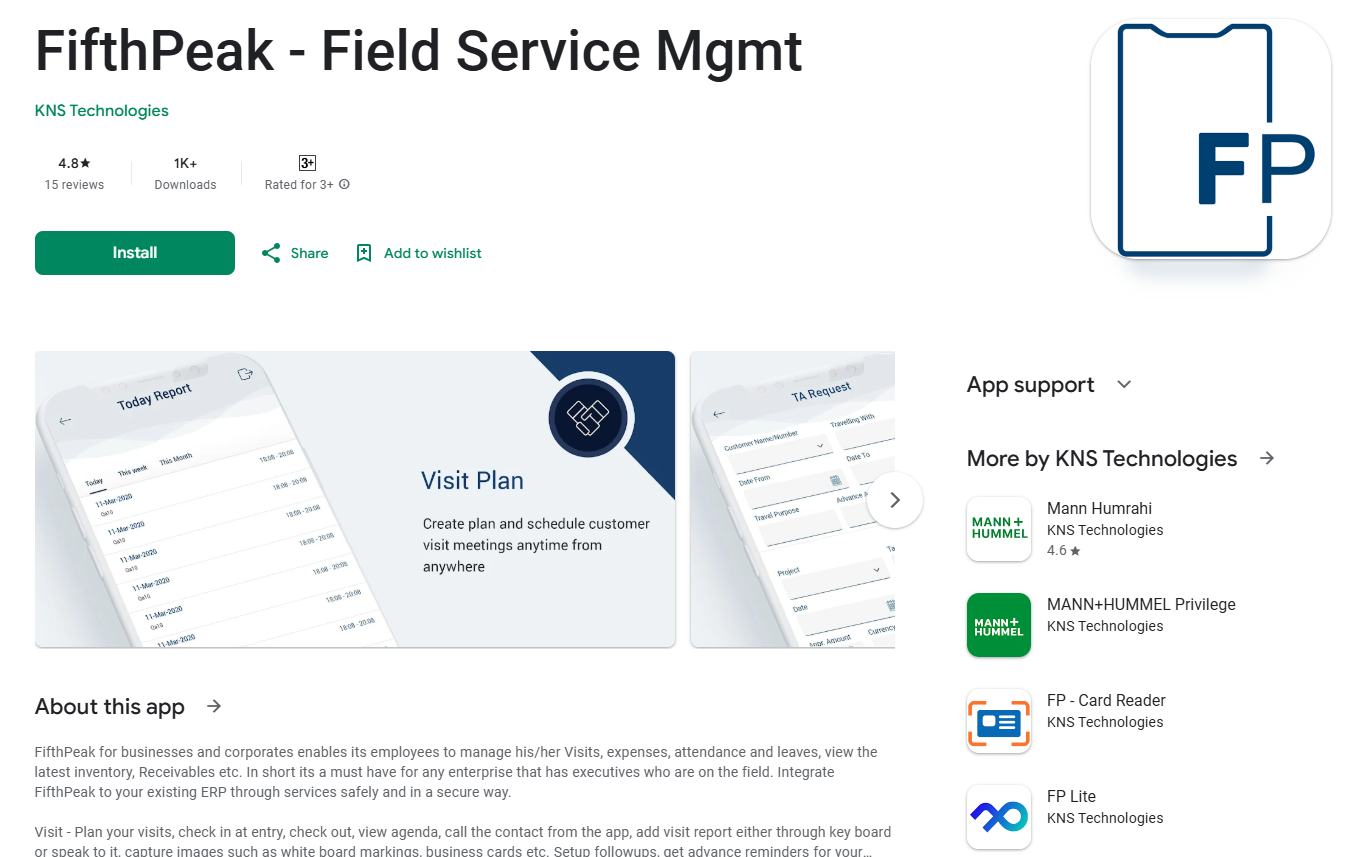 FifthPeak - Field Service Mgmt
KNS Technologies
4.8★
15 reviews
1K+
Downloads
3+
Rated for 3+
Install
Share
Add to wishlist
FP
Today Report
Today
This week
This Month
11-Mar-2020
18:08 - 20:08
Qa10
11-Mar-2020
18:08 - 20:08
Qa10
11-Mar-2020
18:08 - 20:08
Qa10
11-Mar-2020
18:08 - 20:08
Qa10
11-Mar-2020
18:08 - 20:08
Qa10
11-Mar-2020
18:08 - 20:08
Visit Plan
Create plan and schedule customer
visit meetings anytime from
anywhere
TA Request
Customer Name/Number
Travelling With
Date From
Date To
Travel Purpose
Advance A
Project
Ta
Date
Appr. Amount
Currency
App support
More by KNS Technologies
MANN+
HUMMEL
Mann Humrahi
KNS Technologies
4.6 ★
MANN+
HUMMEL
MANN+HUMMEL Privilege
KNS Technologies
FP - Card Reader
KNS Technologies
FP Lite
KNS Technologies
About this app
FifthPeak for businesses and corporates enables its employees to manage his/her Visits, expenses, attendance and leaves, view the
latest inventory, Receivables etc. In short its a must have for any enterprise that has executives who are on the field. Integrate
FifthPeak to your existing ERP through services safely and in a secure way.
Visit - Plan your visits, check in at entry, check out, view agenda, call the contact from the app, add visit report either through key board
or speak to it, capture images such as white board markings, business cards etc. Setup followups, get advance reminders for your…